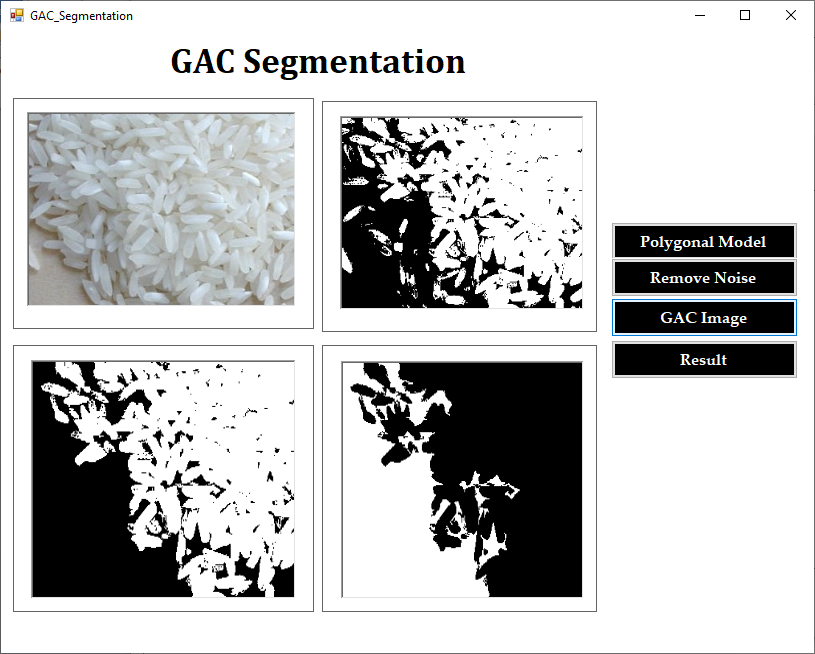 GAC_Segmentation
GAC Segmentation
Polygonal Model
Remove Noise
GAC Image
Result